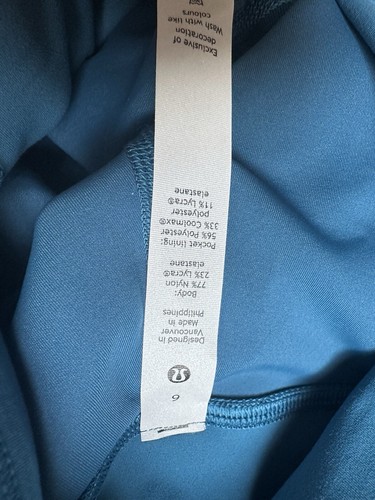 6
Designed in
Vancouver
Made in
Philippines
Body:
77% Nylon
23% Lycra®
elastane
Pocket lining:
56% Polyester
33% Coolmax®
polyester
11% Lycra®
elastane
Exclusive of
decoration
Wash with like
colours